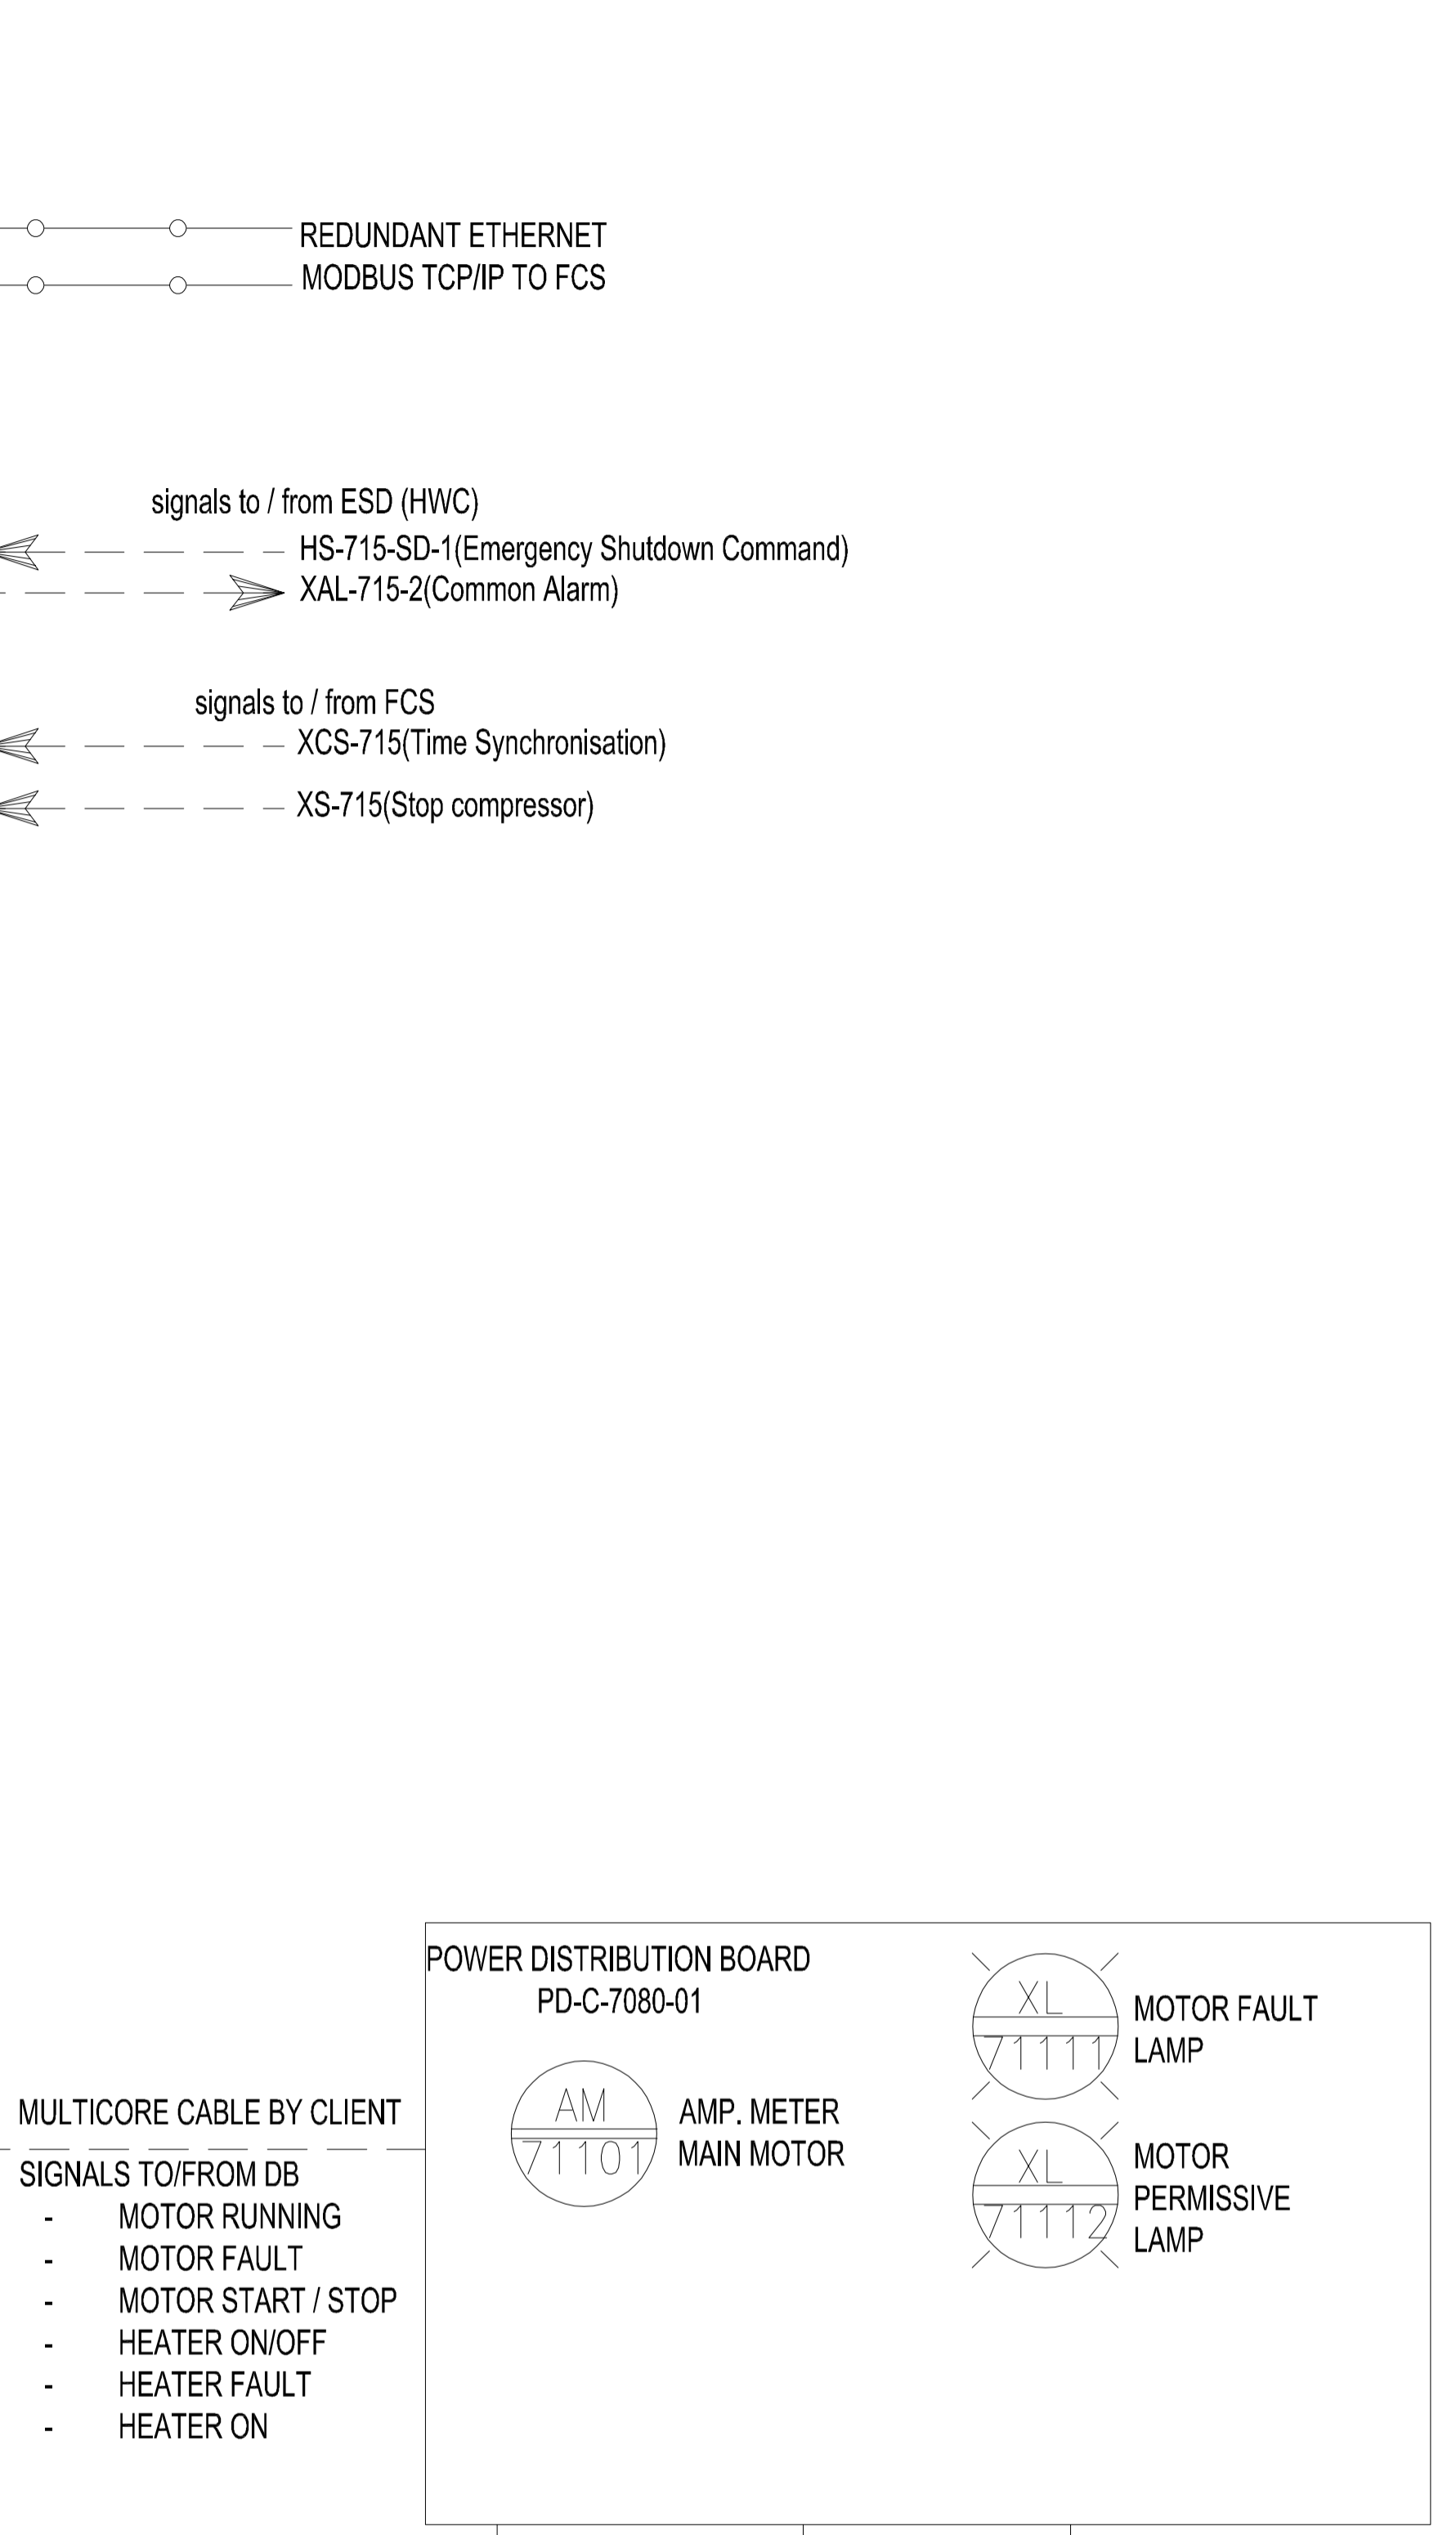 REDUNDANT ETHERNET
MODBUS TCP/IP TO FCS
signals to / from ESD (HWC)
HS-715-SD-1(Emergency Shutdown Command)
XAL-715-2(Common Alarm)
signals to / from FCS
XCS-715(Time Synchronisation)
XS-715(Stop compressor)
POWER DISTRIBUTION BOARD
PD-C-7080-01
XL
71111
MOTOR FAULT
LAMP
AM
71101
AMP. METER
MAIN MOTOR
XL
71112
MOTOR
PERMISSIVE
LAMP
MULTICORE CABLE BY CLIENT
SIGNALS TO/FROM DB
- MOTOR RUNNING
- MOTOR FAULT
- MOTOR START / STOP
- HEATER ON/OFF
- HEATER FAULT
- HEATER ON